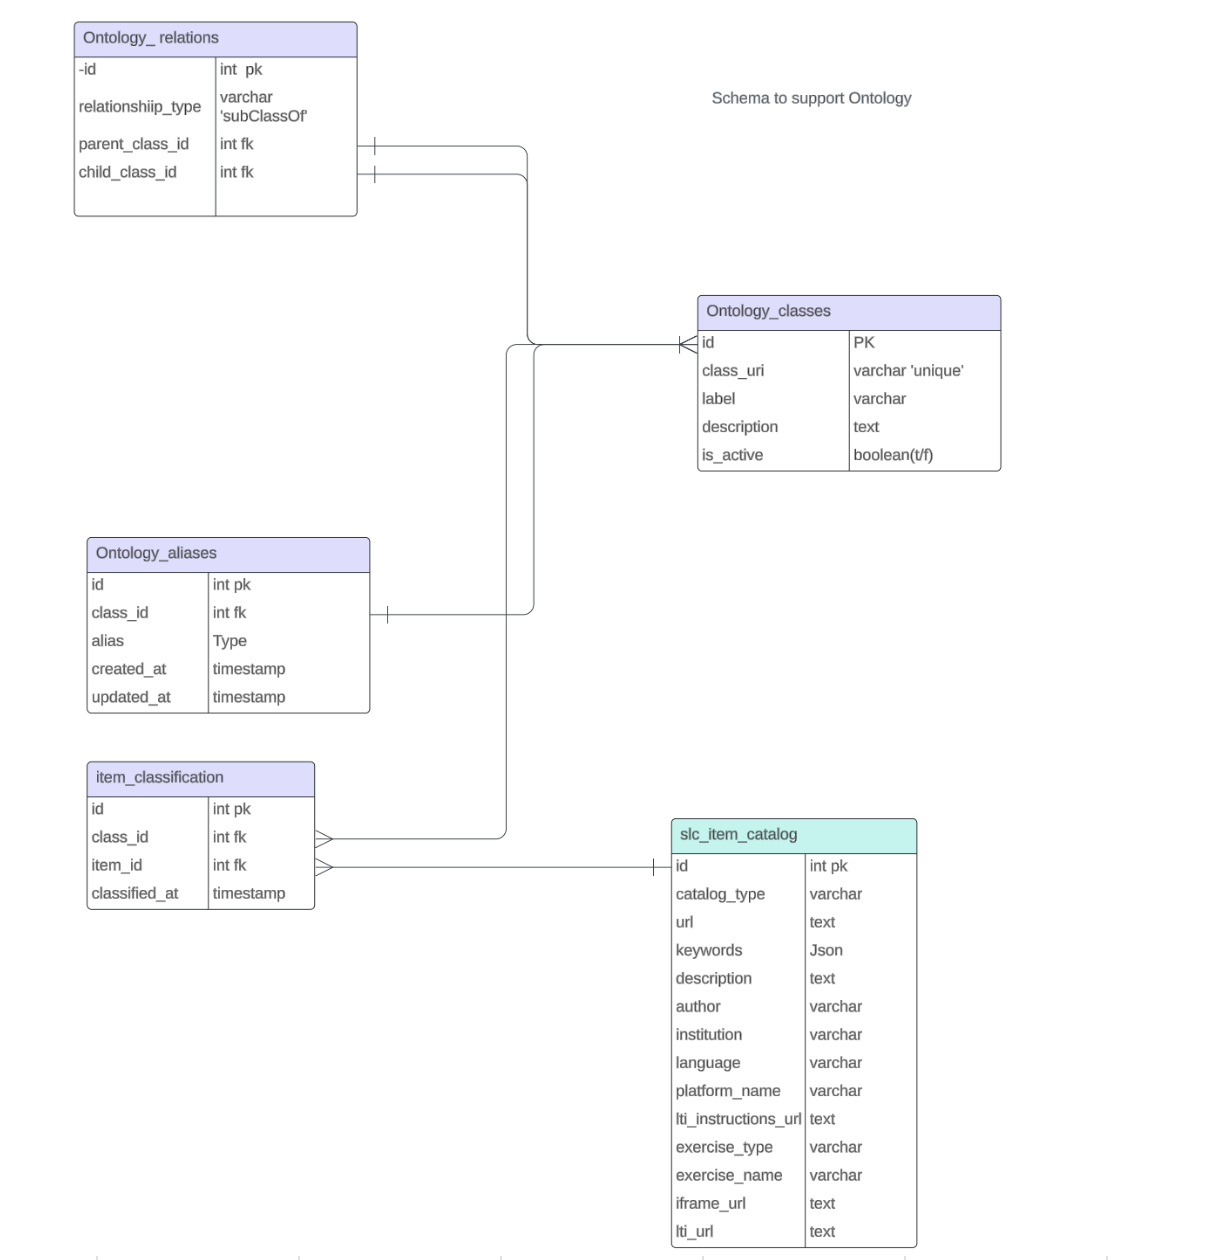 Ontology_ relations
-id int pk
relationshiip_type varchar
'subClassOf'
parent_class_id int fk
child_class_id int fk
Schema to support Ontology
Ontology_classes
id PK
class_uri varchar 'unique'
label varchar
description text
is_active boolean(t/f)
Ontology_aliases
id int pk
class_id int fk
alias Type
created_at timestamp
updated_at timestamp
item_classification
id int pk
class_id int fk
item_id int fk
classified_at timestamp
slc_item_catalog
id int pk
catalog_type varchar
url text
keywords Json
description text
author varchar
institution varchar
language varchar
platform_name varchar
lti_instructions_url text
exercise_type varchar
exercise_name varchar
iframe_url text
lti_url text